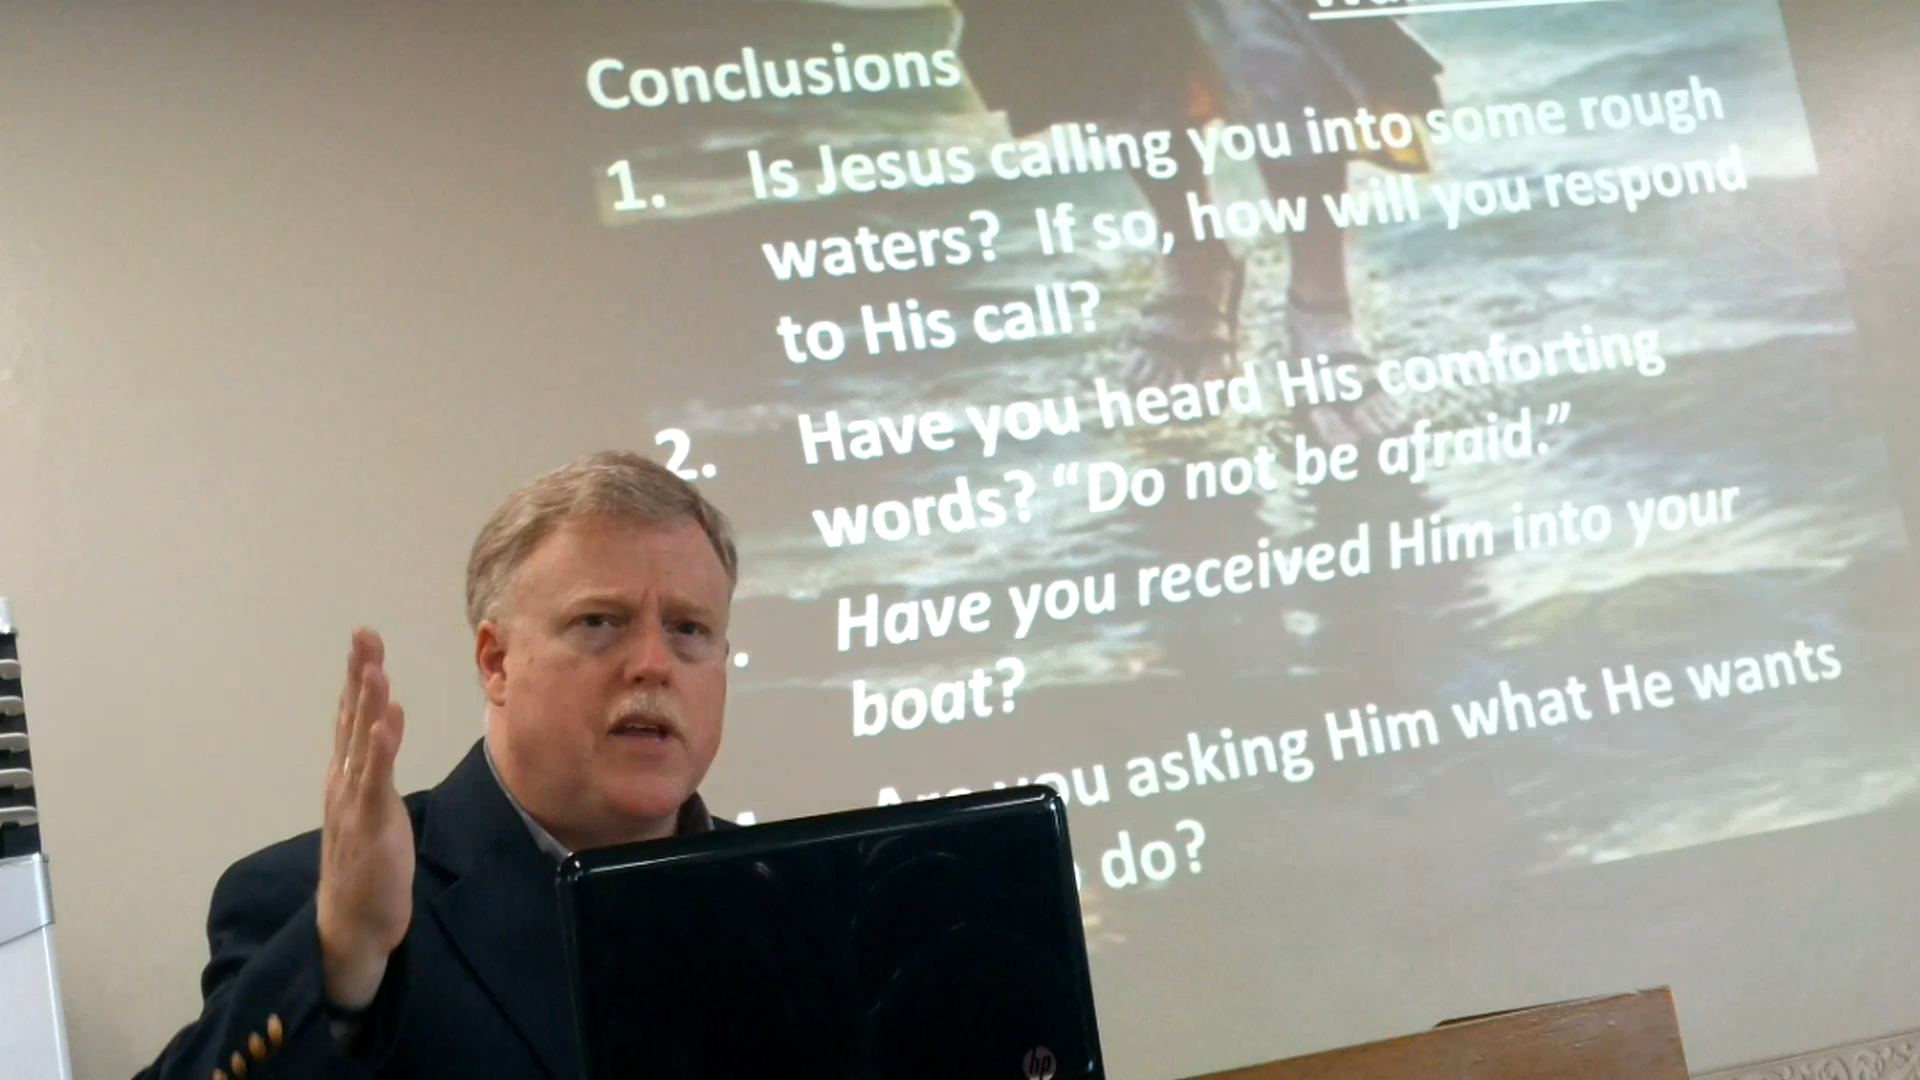 Conclusions
1. Is Jesus calling you into some rough
waters? If so, how will you respond
to His call?
2. Have you heard His comforting
words? “Do not be afraid.”
. Have you received Him into your
boat?
you asking Him what He wants
do?
hp